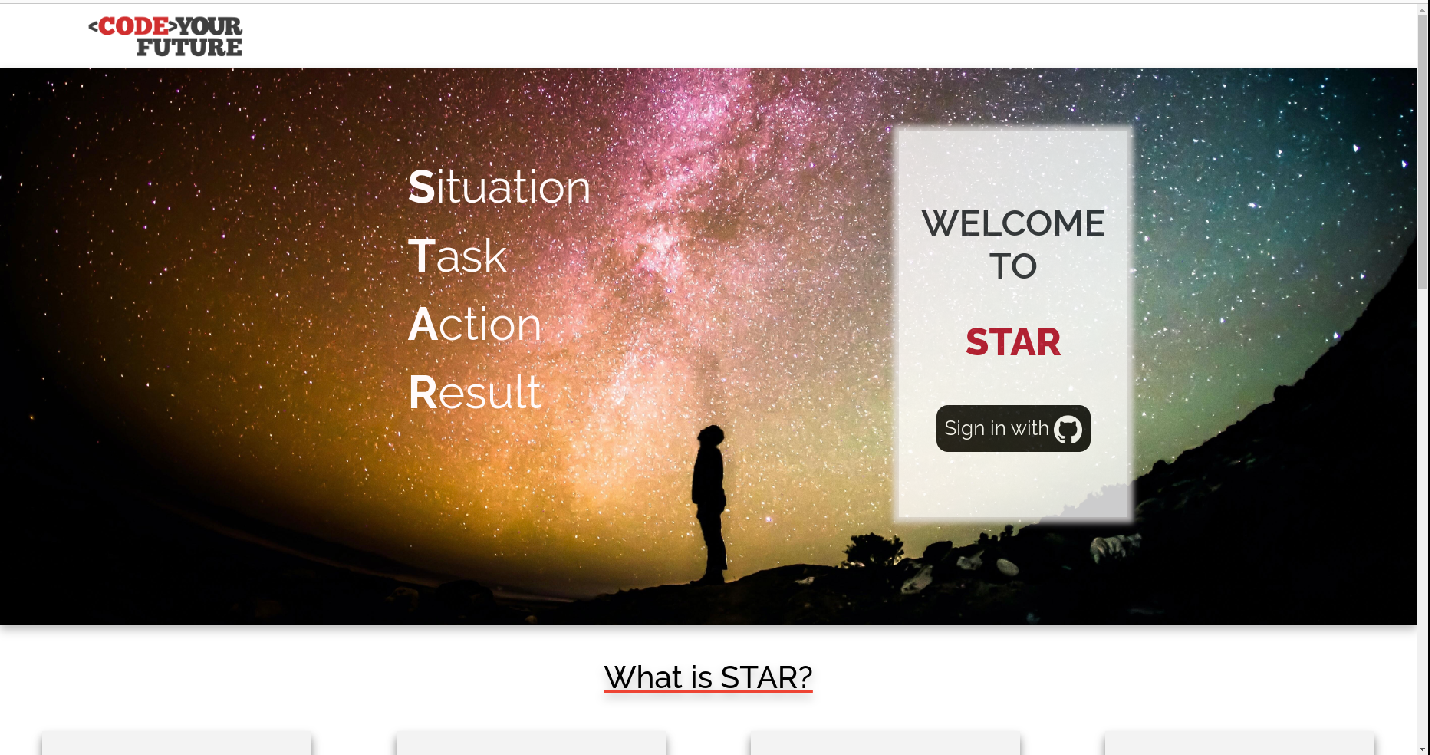 <CODE>YOUR
FUTURE
Situation
Task
Action
Result
WELCOME
TO
STAR
Sign in with
What is STAR?